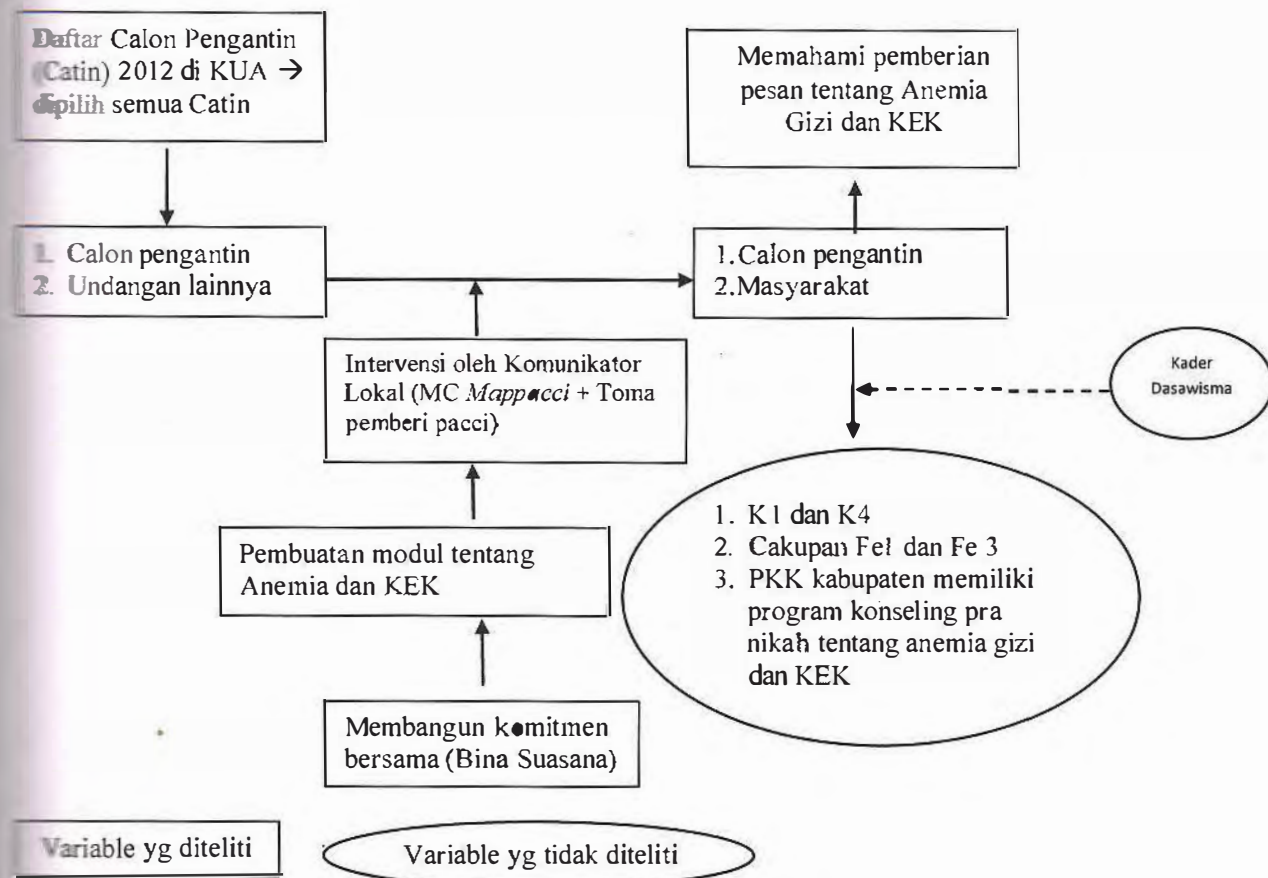 Daftar Calon Pengantin
(Catin) 2012 di KUA →
dipilih semua Catin
Memahami pemberian
pesan tentang Anemia
Gizi dan KEK
1. Calon pengantin
2. Undangan lainnya
1.Calon pengantin
2.Masyarakat
Intervensi oleh Komunikator
Lokal (MC Mappacci + Toma
pemberi pacci)
Kader
Dasawisma
Pembuatan modul tentang
Anemia dan KEK
1. K1 dan K4
2. Cakupan Fe1 dan Fe 3
3. PKK kabupaten memiliki
program konseling pra
nikah tentang anemia gizi
dan KEK
Membangun komitmen
bersama (Bina Suasana)
Variable yg diteliti
Variable yg tidak diteliti